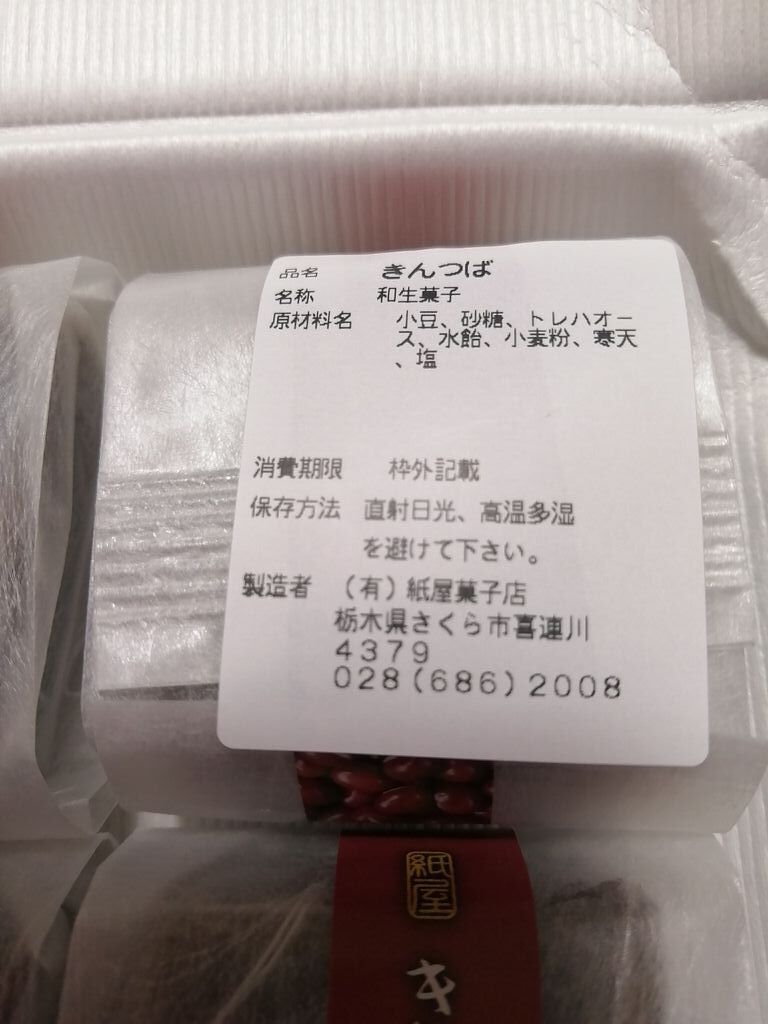 品名 きんつば
名称 和生菓子
原材料名 小豆、砂糖、トレハオー
ス、水飴、小麦粉、寒天
、塩
消費期限 枠外記載
保存方法 直射日光、高温多湿
を避けて下さい。
製造者 （有）紙屋菓子店
栃木県さくら市喜連川
4379
028(686)2008
紙屋
き